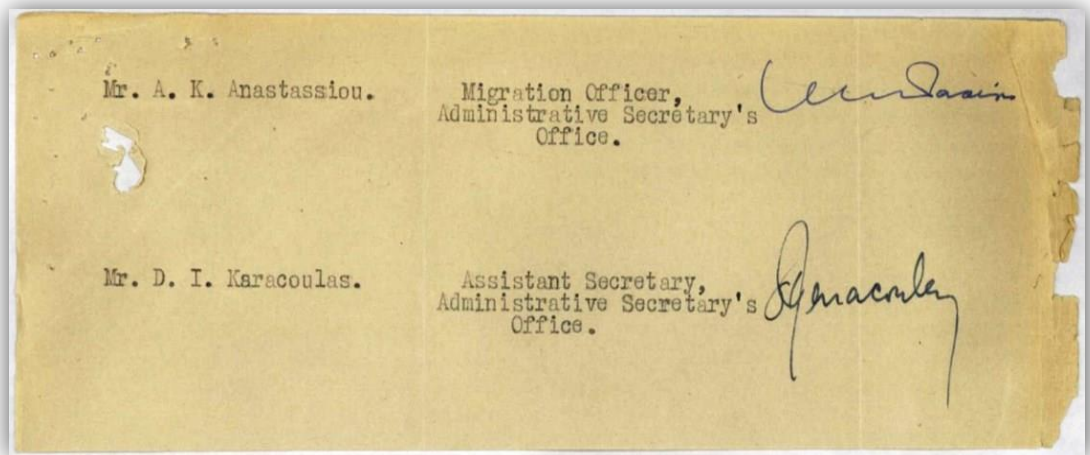 Mr. A. K. Anastassiou. Migration Officer,
Administrative Secretary's
Office.
Mr. D. I. Karacoulas. Assistant Secretary,
Administrative Secretary's
Office.